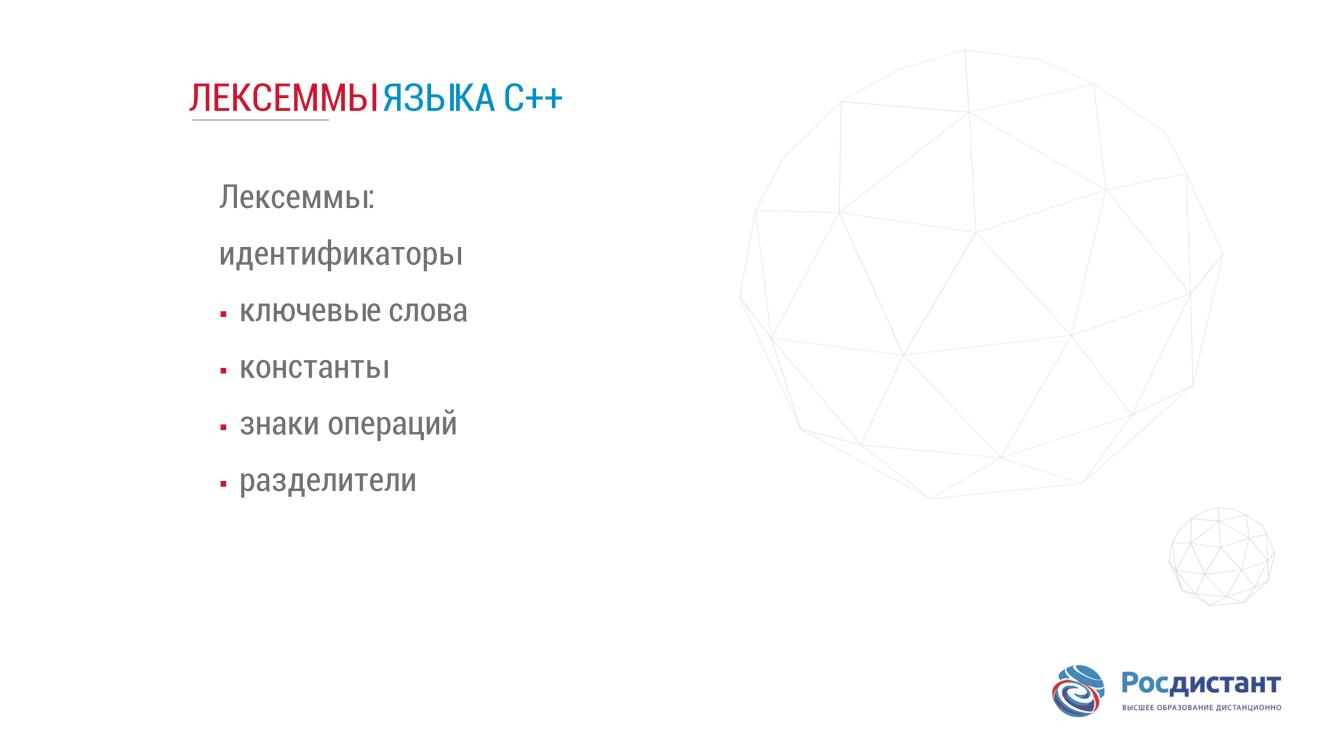 ЛЕКСЕММЫ ЯЗЫКА C++
Лексеммы:
идентификаторы
▪ ключевые слова
▪ константы
▪ знаки операций
▪ разделители
Росдистант
ВЫСШЕЕ ОБРАЗОВАНИЕ ДИСТАНЦИОННО